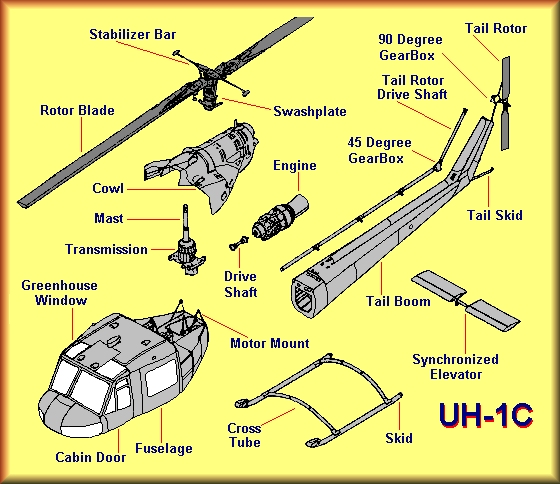 Stabilizer Bar
Tail Rotor
90 Degree
GearBox
Tail Rotor
Drive Shaft
Rotor Blade
Swashplate
45 Degree
GearBox
Engine
Cowl
Mast
Tail Skid
Transmission
Drive
Shaft
Greenhouse
Window
Tail Boom
Motor Mount
Synchronized
Elevator
UH-1C
Cross
Tube
Skid
Fuselage
Cabin Door